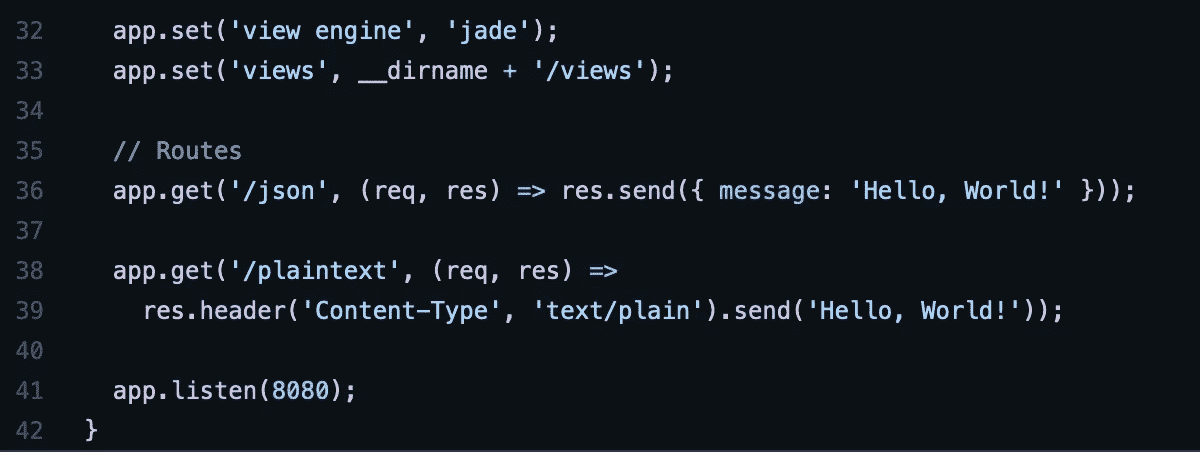 32 app.set('view engine', 'jade');
33 app.set('views', __dirname + '/views');
34
35 // Routes
36 app.get('/json', (req, res) => res.send({ message: 'Hello, World!' }));
37
38 app.get('/plaintext', (req, res) =>
39 res.header('Content-Type', 'text/plain').send('Hello, World!'));
40
41 app.listen(8080);
42 }